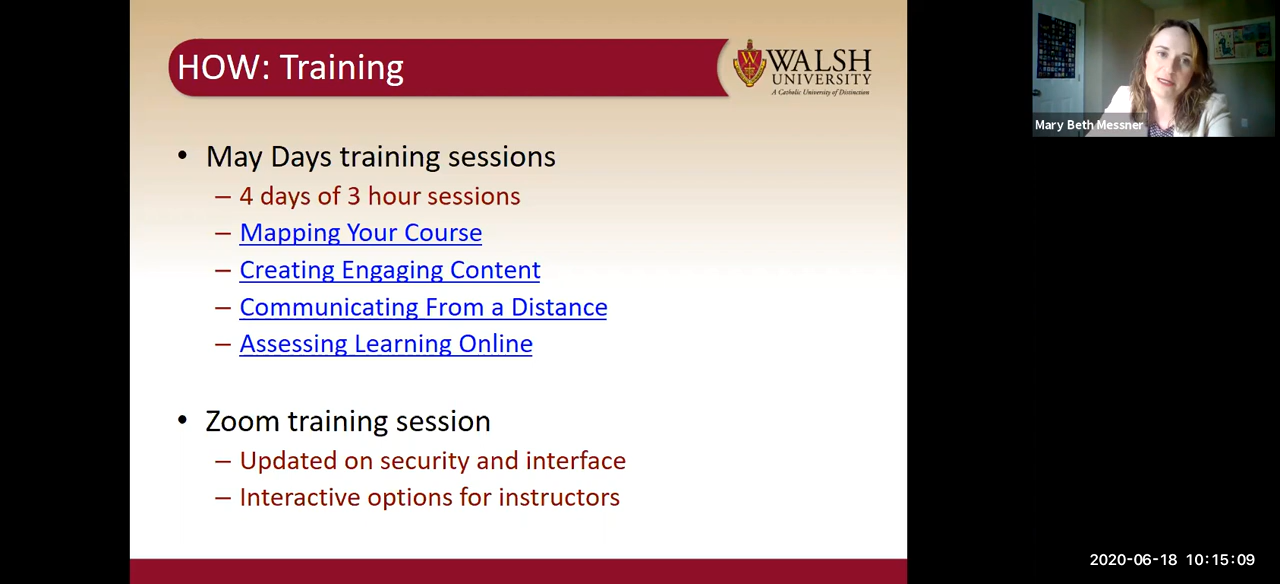 HOW: Training
WALSH
UNIVERSITY
A Catholic University of Distinction
Mary Beth Messner
• May Days training sessions
– 4 days of 3 hour sessions
– Mapping Your Course
– Creating Engaging Content
– Communicating From a Distance
– Assessing Learning Online
• Zoom training session
– Updated on security and interface
– Interactive options for instructors
2020-06-18 10:15:09